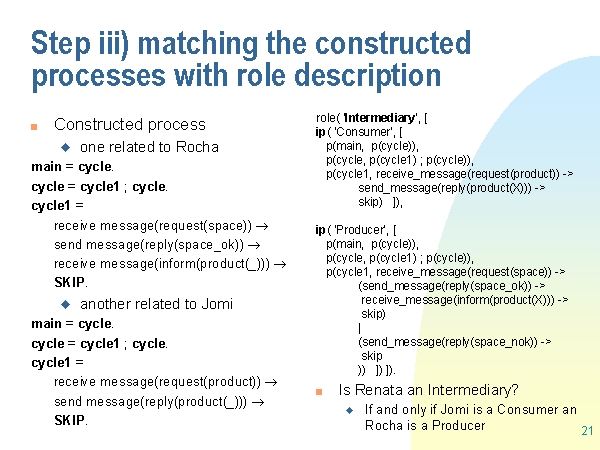 Step iii) matching the constructed
processes with role description
Constructed process
one related to Rocha
main = cycle.
cycle = cycle1 ; cycle.
cycle1 =
receive message(request(space)) →
send message(reply(space_ok)) →
receive message(inform(product(_))) →
SKIP.
another related to Jomi
main = cycle.
cycle = cycle1 ; cycle.
cycle1 =
receive message(request(product)) →
send message(reply(product(_))) →
SKIP.
role( 'Intermediary', [
ip ( 'Consumer', [
p(main, p(cycle)),
p(cycle, p(cycle1) ; p(cycle)),
p(cycle1, receive_message(request(product)) ->
send_message(reply(product(X))) ->
skip) ]),
ip ( 'Producer', [
p(main, p(cycle)),
p(cycle, p(cycle1) ; p(cycle)),
p(cycle1, receive_message(request(space)) ->
(send_message(reply(space_ok)) ->
receive_message(inform(product(X))) ->
skip)
|
(send_message(reply(space_nok)) ->
skip
)) ]) ]).
Is Renata an Intermediary?
If and only if Jomi is a Consumer an
Rocha is a Producer
21